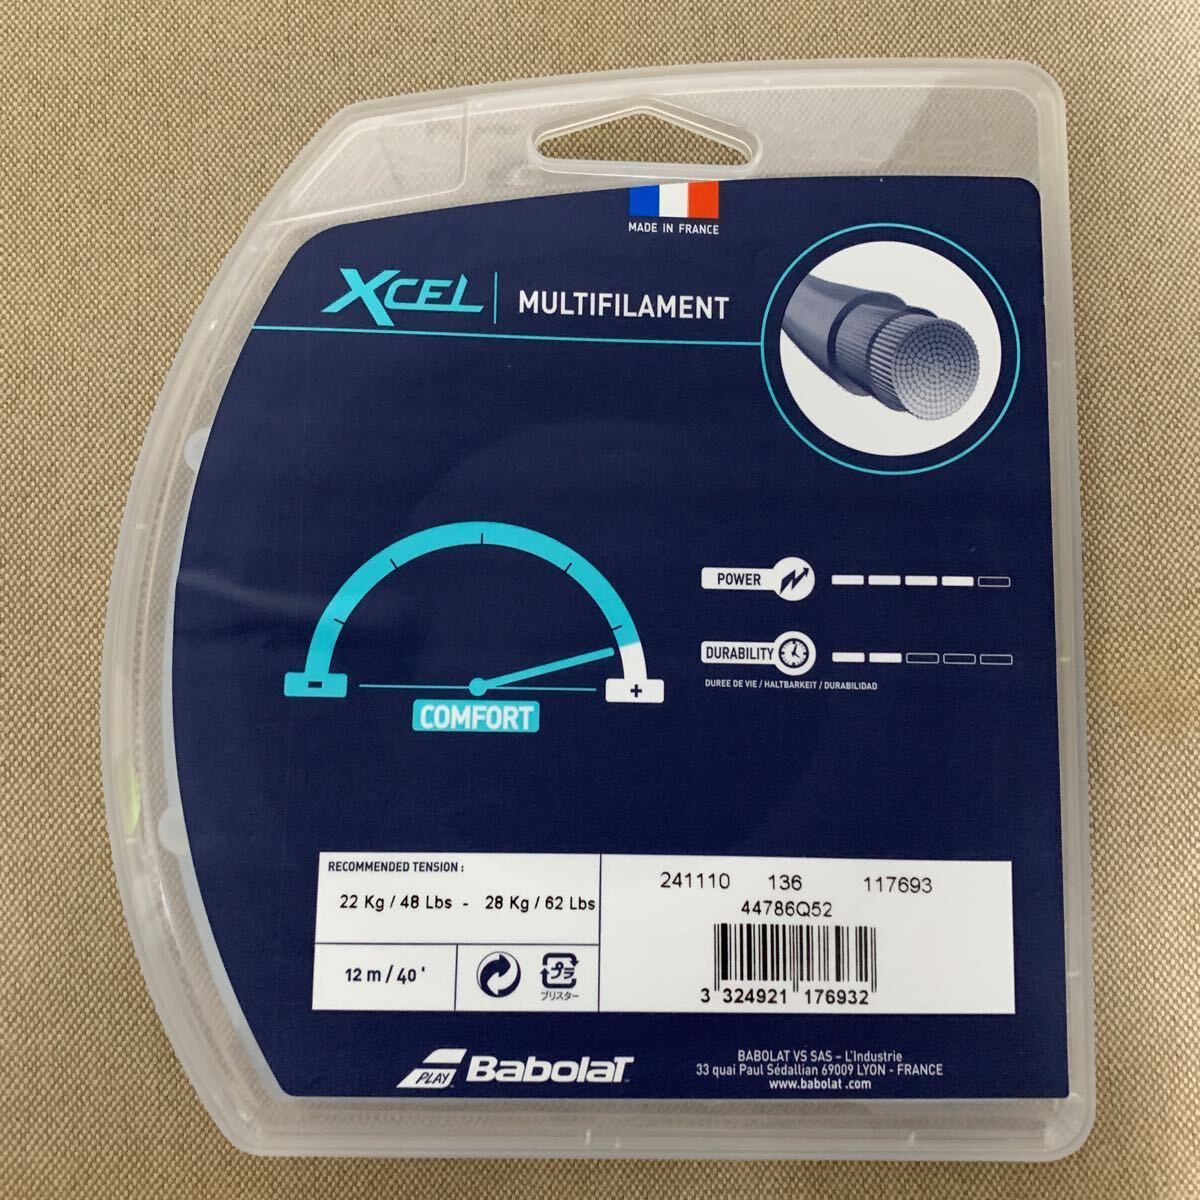 MADE IN FRANCE
XCEL | MULTIFILAMENT
POWER
DURABILITY
DUREE DE VIE / HALTBARKEIT / DURABILIDAD
-
+
COMFORT
RECOMMENDED TENSION :
22 Kg / 48 Lbs - 28 Kg / 62 Lbs
12 m / 40 '
プラ
ブリスター
241110 136 117693
44786Q52
3 324921 176932
PLAY Babolat
BABOLAT VS SAS – L'Industrie
33 quai Paul Sédallian 69009 LYON - FRANCE
www.babolat.com